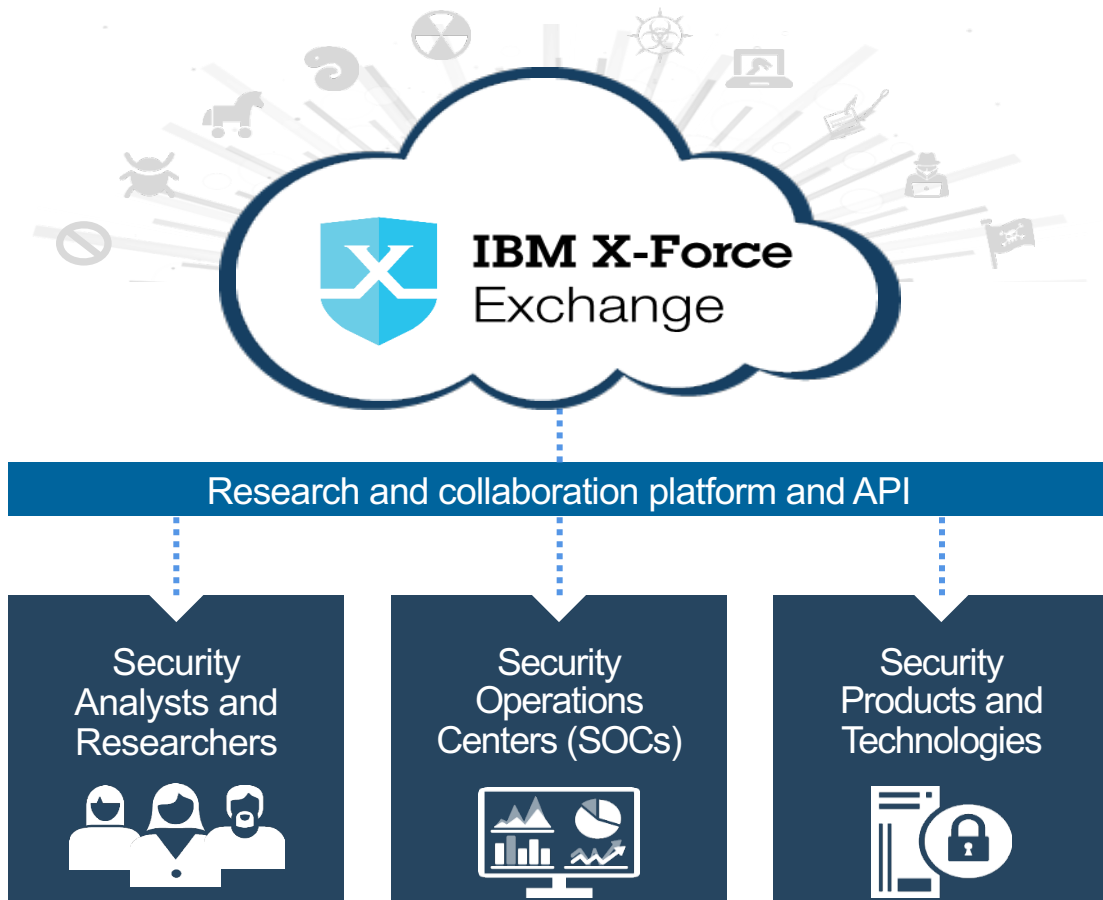 IBM X-Force
Exchange
Research and collaboration platform and API
Security
Analysts and
Researchers
Security
Operations
Centers (SOCs)
Security
Products and
Technologies